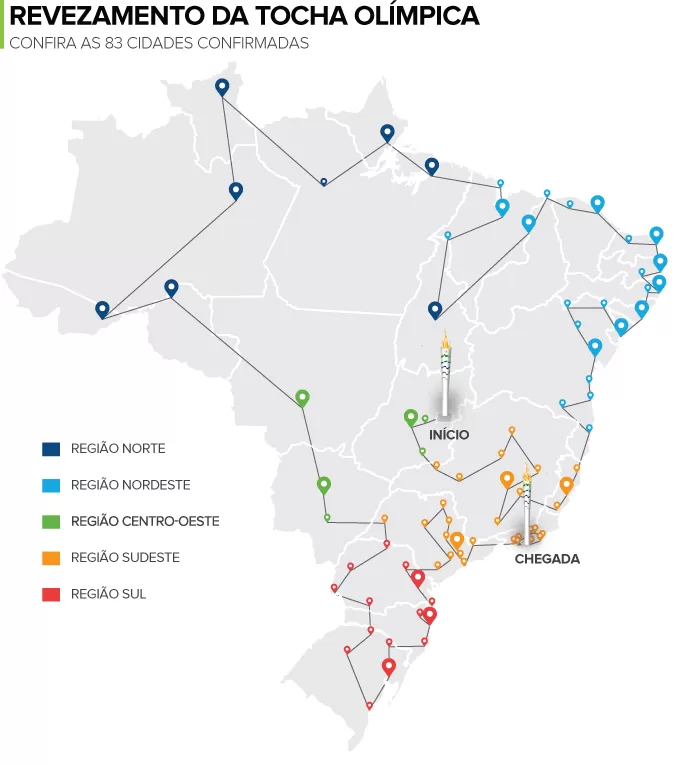 REVEZAMENTO DA TOCHA OLÍMPICA
CONFIRA AS 83 CIDADES CONFIRMADAS
INÍCIO
REGIÃO NORTE
REGIÃO NORDESTE
REGIÃO CENTRO-OESTE
REGIÃO SUDESTE
REGIÃO SUL
CHEGADA